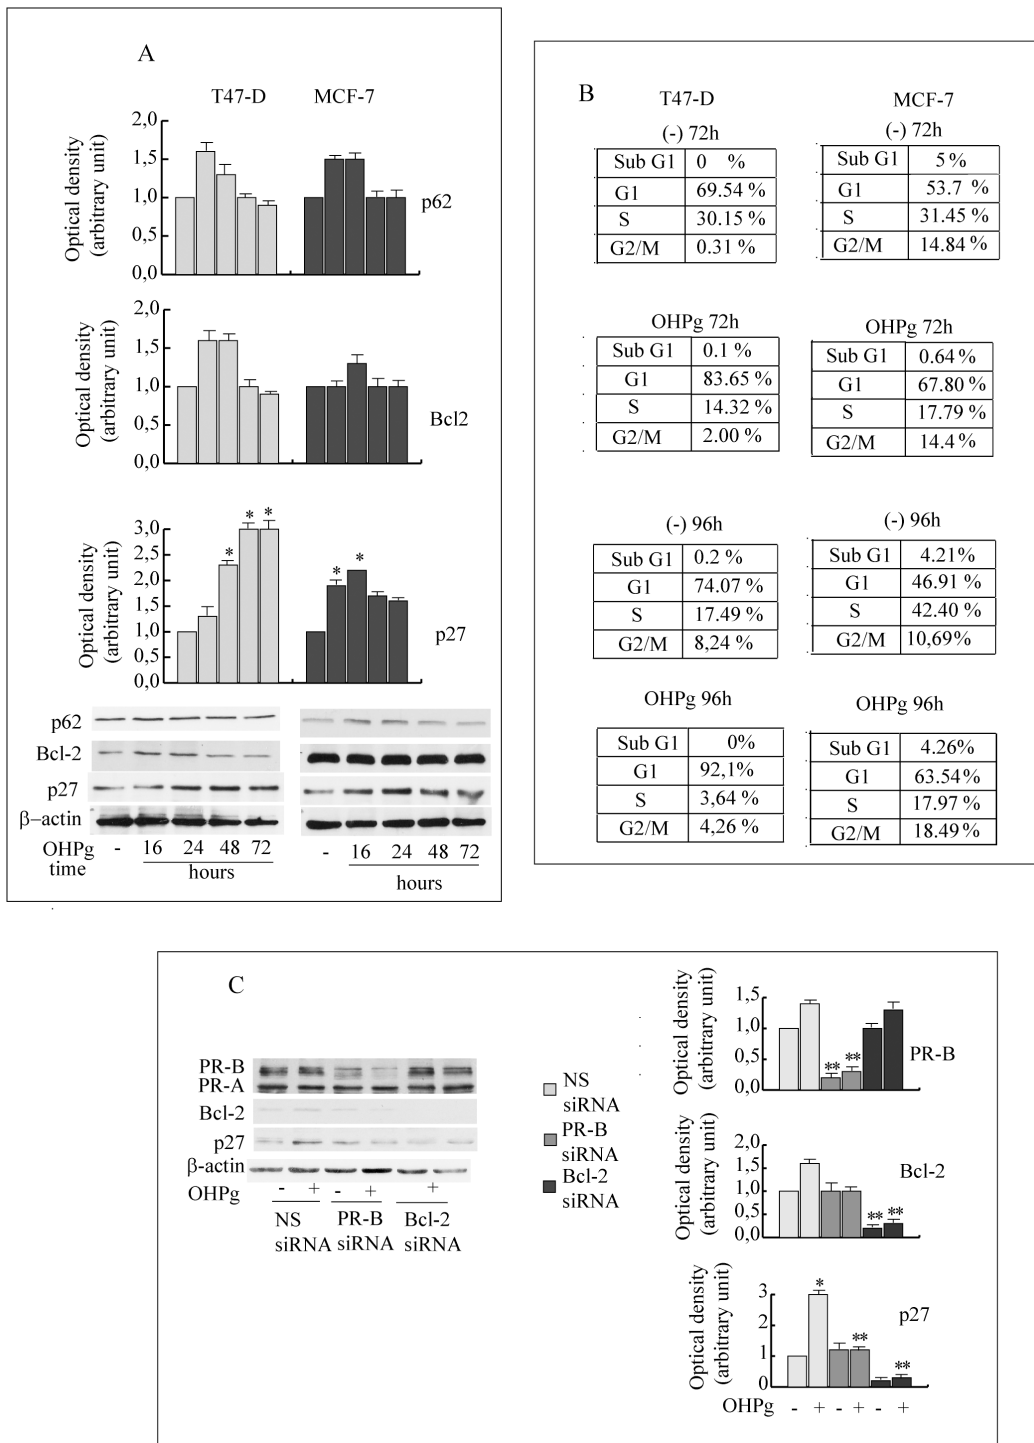 A
T47-D MCF-7
Optical density
(arbitrary unit)
2,0
1,5
1,0
0,5
0,0
p62
Optical density
(arbitrary unit)
2,0
1,5
1,0
0,5
0,0
Bcl2
Optical density
(arbitrary unit)
3,0
2,5
2,0
1,5
1,0
0,5
0,0
* * *
* *
p27
p62
Bcl-2
p27
β–actin
OHPg - 16 24 48 72 - 16 24 48 72
time hours hours
B
T47-D MCF-7
(-) 72h
Sub G1 0 %
G1 69.54 %
S 30.15 %
G2/M 0.31 %
(-) 72h
Sub G1 5 %
G1 53.7 %
S 31.45 %
G2/M 14.84 %
OHPg 72h
Sub G1 0.1 %
G1 83.65 %
S 14.32 %
G2/M 2.00 %
OHPg 72h
Sub G1 0.64 %
G1 67.80 %
S 17.79 %
G2/M 14.4 %
(-) 96h
Sub G1 0.2 %
G1 74.07 %
S 17.49 %
G2/M 8,24 %
(-) 96h
Sub G1 4.21%
G1 46.91 %
S 42.40 %
G2/M 10,69%
OHPg 96h
Sub G1 0%
G1 92,1%
S 3,64 %
G2/M 4,26 %
OHPg 96h
Sub G1 4.26%
G1 63.54%
S 17.97 %
G2/M 18.49%
C
PR-B
PR-A
Bcl-2
p27
β-actin
OHPg - + - + +
NS PR-B Bcl-2
siRNA siRNA siRNA
NS
siRNA
PR-B
siRNA
Bcl-2
siRNA
Optical density
(arbitrary unit)
1,5
1,0
0,5
0,0
** **
PR-B
Optical density
(arbitrary unit)
2,0
1,5
1,0
0,5
0,0
** **
Bcl-2
Optical density
(arbitrary unit)
3
2
1
0
* ** **
p27
OHPg - + - + - +